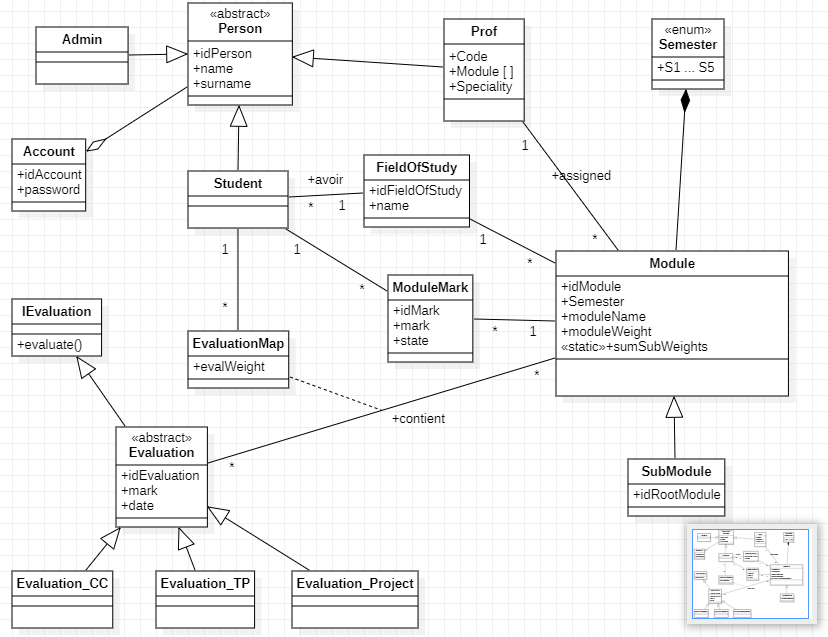 «abstract»
Person
+idPerson
+name
+surname
Admin
Prof
+Code
+Module [ ]
+Speciality
«enum»
Semester
+S1 ... S5
Account
+idAccount
+password
Student
+avoir
*
1
FieldOfStudy
+idFieldOfStudy
+name
1
+assigned
*
1
*
Module
+idModule
+Semester
+moduleName
+moduleWeight
«static»+sumSubWeights
1
*
1
*
ModuleMark
+idMark
+mark
+state
*
1
IEvaluation
+evaluate()
EvaluationMap
+evalWeight
*
+contient
*
«abstract»
Evaluation
+idEvaluation
+mark
+date
SubModule
+idRootModule
Evaluation_CC
Evaluation_TP
Evaluation_Project